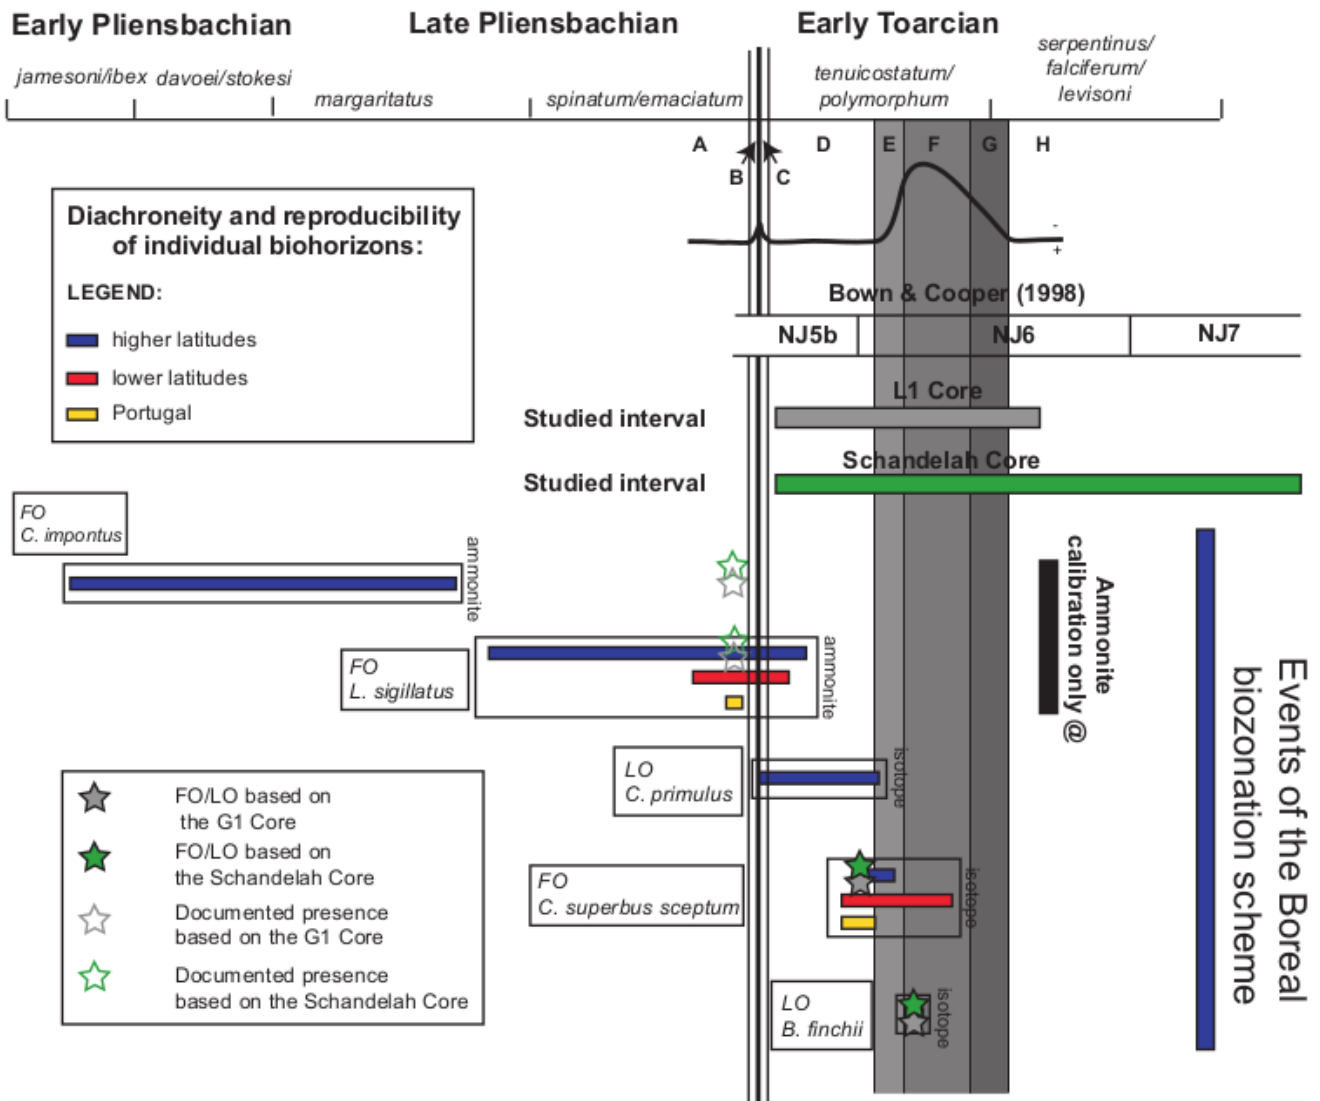 Early Pliensbachian
Late Pliensbachian
Early Toarcian
jamesoni/ibex
davoei/stokesi
margaritatus
spinatum/emaciatum
tenuicostatum/
polymorphum
serpentinus/
falciferum/
levisoni
A
B
C
D
E
F
G
H
-
+
Diachroneity and reproducibility
of individual biohorizons:
LEGEND:
higher latitudes
lower latitudes
Portugal
Bown & Cooper (1998)
NJ5b
NJ6
NJ7
L1 Core
Studied interval
Schandelah Core
Studied interval
FO
C. impontus
ammonite
FO
L. sigillatus
ammonite
Ammonite
calibration only @
LO
C. primulus
isotope
FO
C. superbus sceptum
isotope
LO
B. finchii
isotope
Events of the Boreal
biozonation scheme
FO/LO based on
the G1 Core
FO/LO based on
the Schandelah Core
Documented presence
based on the G1 Core
Documented presence
based on the Schandelah Core